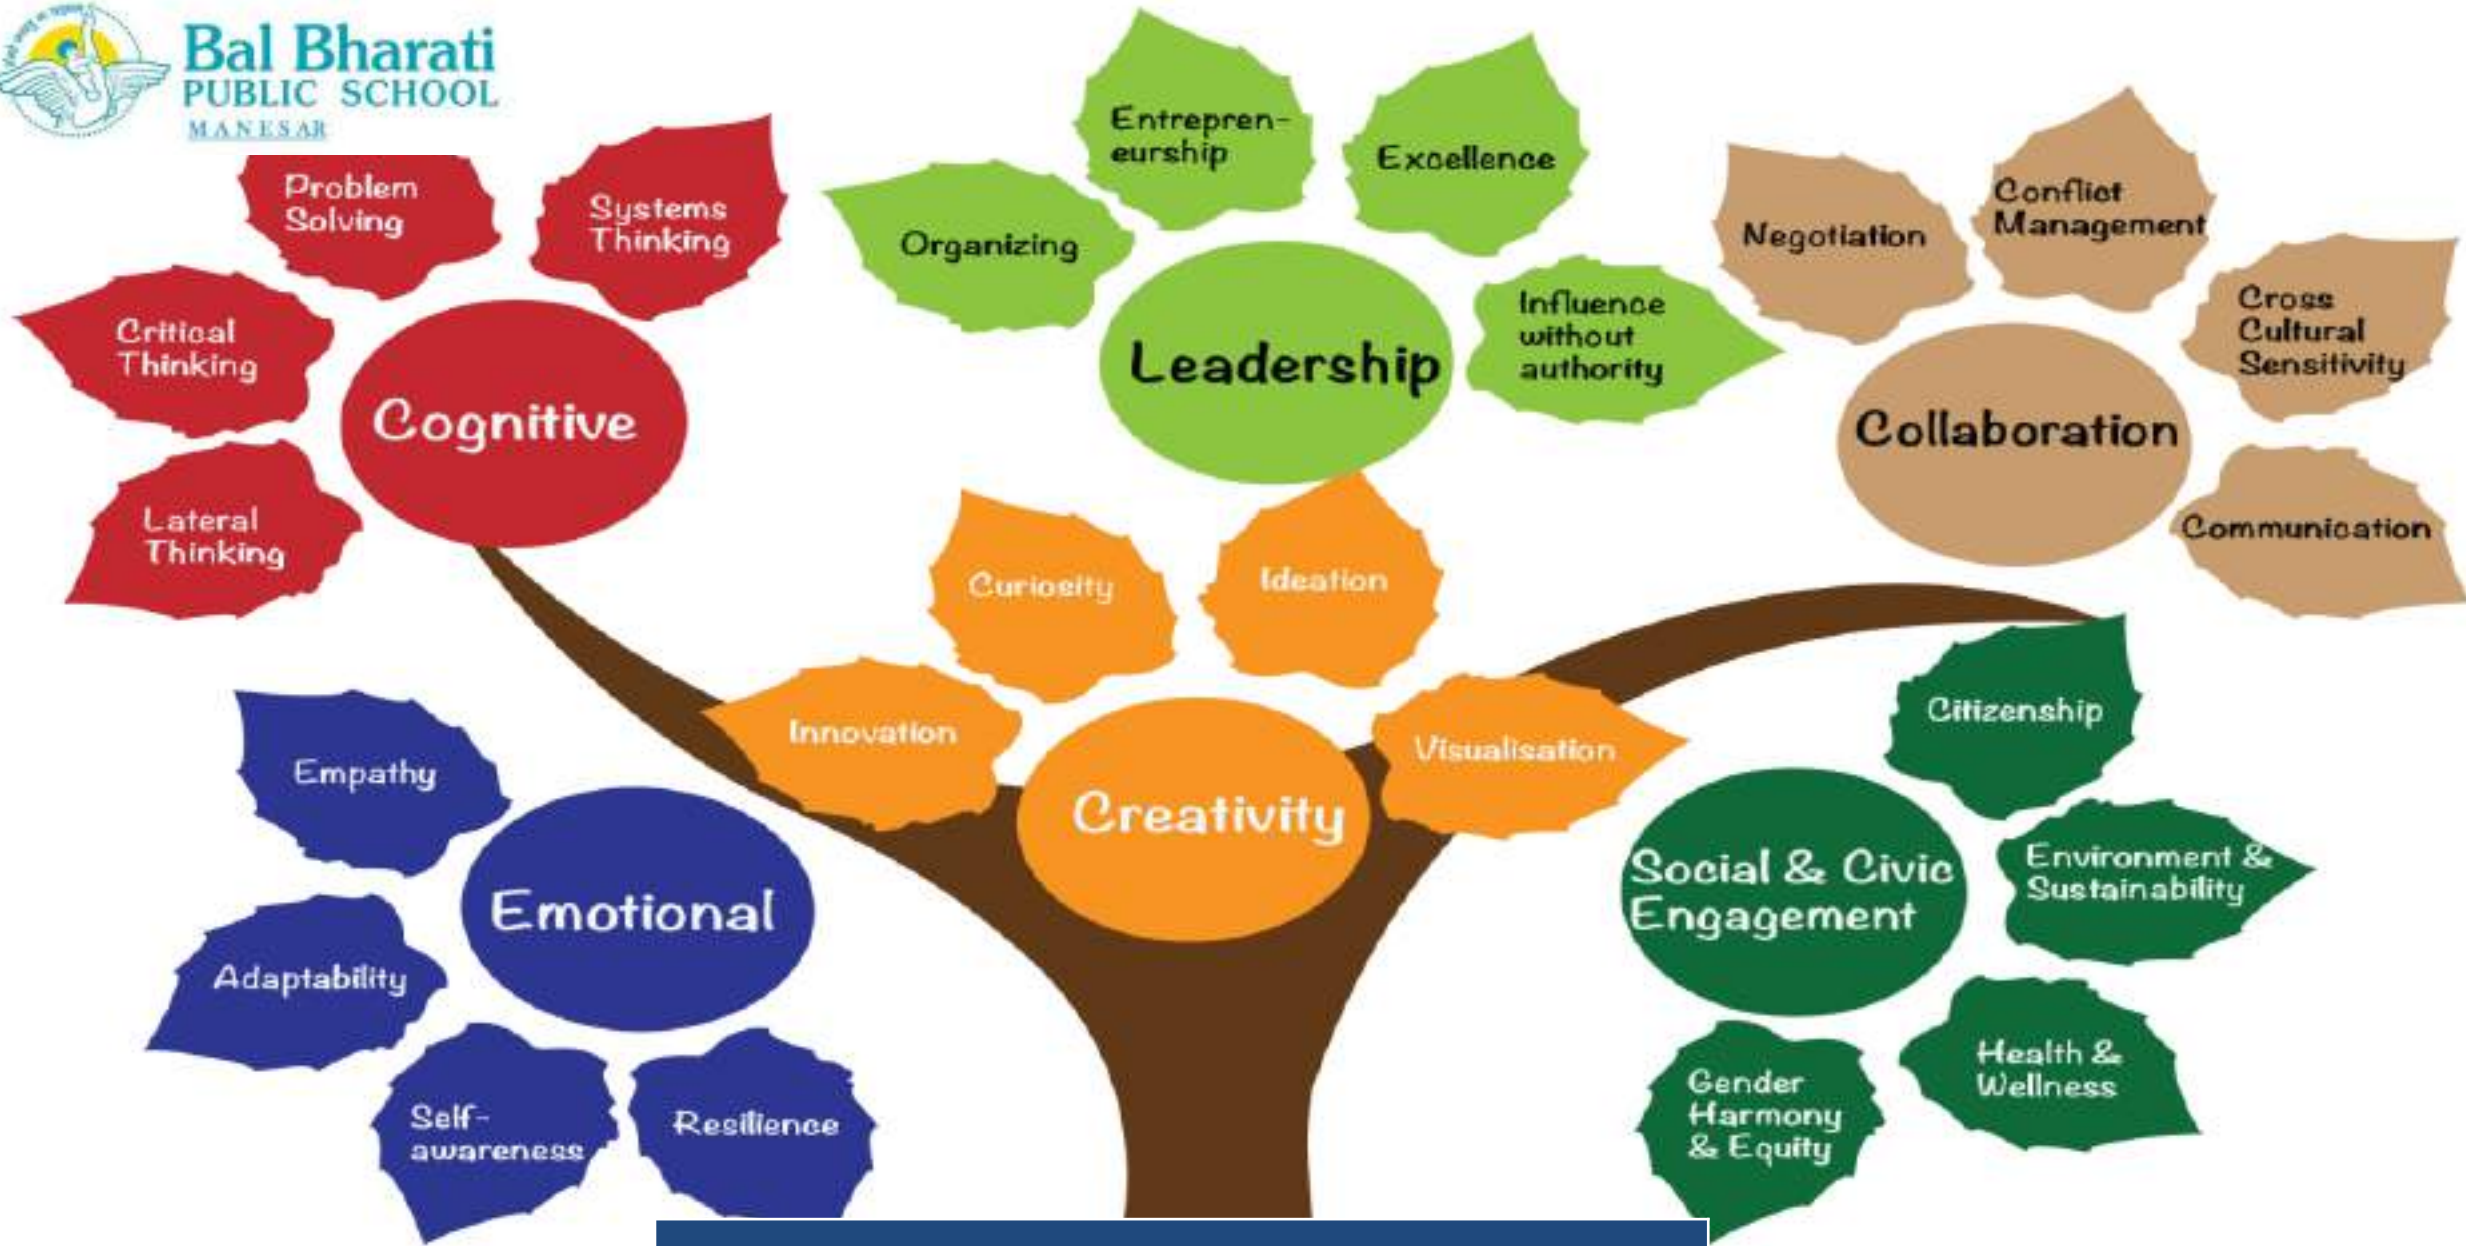 Bal Bharati
PUBLIC SCHOOL
MANESAR
Problem
Solving
Systems
Thinking
Critical
Thinking
Lateral
Thinking
Cognitive
Entrepren-
eurship
Excellence
Organizing
Influence
without
authority
Leadership
Negotiation
Conflict
Management
Cross
Cultural
Sensitivity
Communication
Collaboration
Curiosity
Ideation
Innovation
Visualisation
Creativity
Empathy
Adaptability
Self-
awareness
Resilience
Emotional
Citizenship
Environment &
Sustainability
Health &
Wellness
Gender
Harmony
& Equity
Social & Civic
Engagement